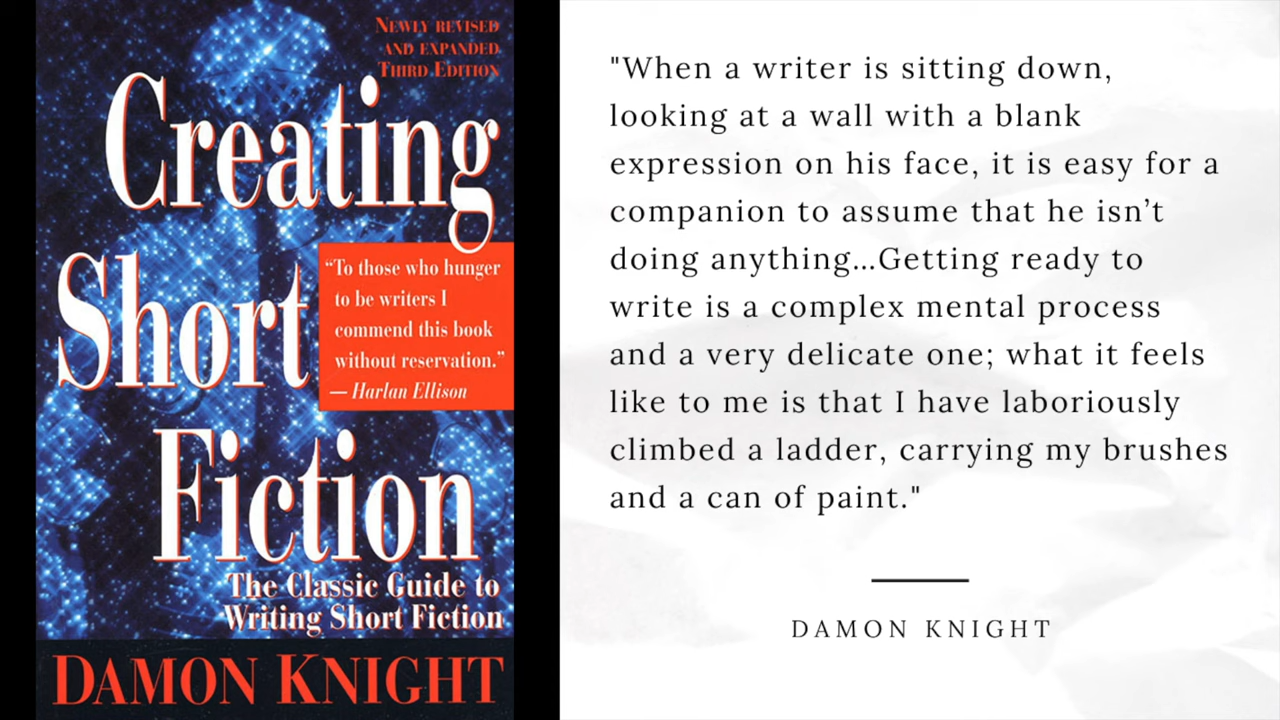 NEWLY REVISED
AND EXPANDED
THIRD EDITION
Creating
Short
Fiction
“To those who hunger
to be writers I
commend this book
without reservation.”
— Harlan Ellison
The Classic Guide to
Writing Short Fiction
DAMON KNIGHT
"When a writer is sitting down,
looking at a wall with a blank
expression on his face, it is easy for a
companion to assume that he isn’t
doing anything...Getting ready to
write is a complex mental process
and a very delicate one; what it feels
like to me is that I have laboriously
climbed a ladder, carrying my brushes
and a can of paint."
DAMON KNIGHT